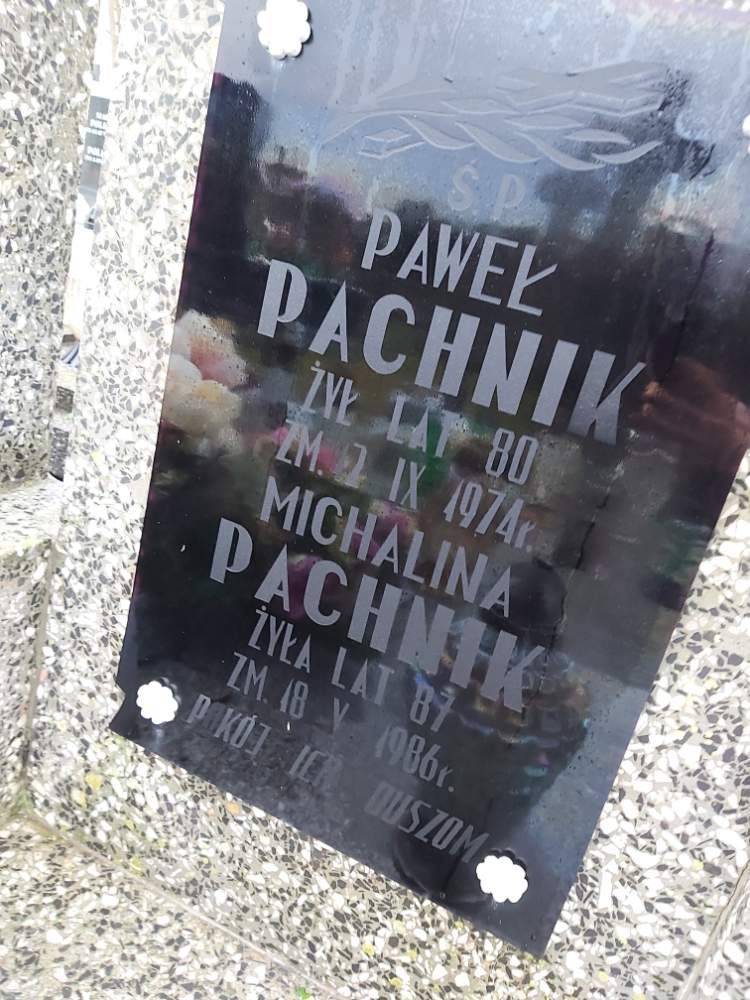 Ś P
PAWEŁ
PACHNIK
ŻYŁ LAT 80
ZM. 2 IX 1974r.
MICHALINA
PACHNIK
ŻYŁA LAT 87
ZM. 18 V 1986r.
POKÓJ ICH DUSZOM